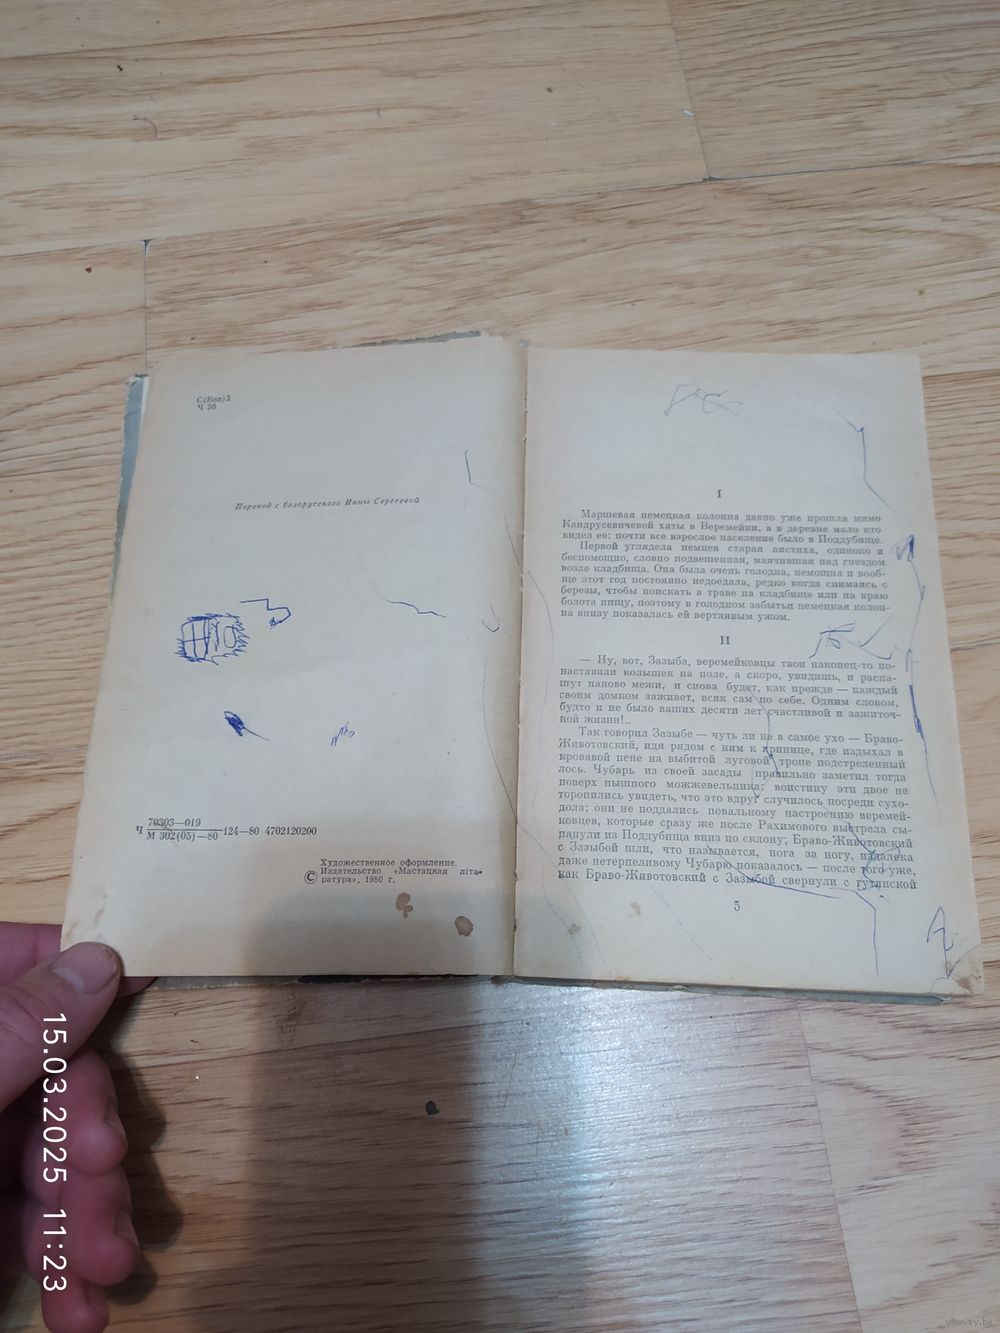 С(Бел)2
Ч 58
Перевод с белорусского Инны Сергеевой
Ч 70303—019
М 302(05)—80 124—80 4702120200
Художественное оформление.
Издательство «Мастацкая літа-
© ратура», 1980 г.
I
Маршевая немецкая колонна давно уже прошла мимо
Кандрусевичевой хаты в Веремейки, а в деревне мало кто
видел ее: почти все взрослое население было в Поддубище.
Первой углядела немцев старая аистиха, одиноко и
беспомощно, словно подвешенная, маячившая над гнездом
возле кладбища. Она была очень голодна, немощна и вооб-
ще этот год постоянно недоедала, редко когда снимаясь с
березы, чтобы поискать в траве на кладбище или на краю
болота пищу, поэтому в голодном забытьи немецкая колон-
на внизу показалась ей вертлявым ужом.
II
— Ну, вот, Зазыба, веремейковцы твои наконец-то по-
наставили колышек на поле, а скоро, увидишь, и распа-
шут наново межи, и снова будет, как прежде — каждый
своим домком заживет, всяк сам по себе. Одним словом,
будто и не было ваших десяти лет счастливой и зажиточ-
ной жизни!..
Так говорил Зазыбе — чуть ли не в самое ухо — Браво-
Животовский, идя рядом с ним к кринице, где издыхал в
кровавой пене на выбитой луговой тропе подстреленный
лось. Чубарь из своей засады правильно заметил тогда
поверх пышного можжевельника: воистину эти двое не
торопились увидеть, что это вдруг случилось посреди сухо-
дола; они не поддались повальному настроению веремей-
ковцев, которые сразу же после Рахимового выстрела сы-
панули из Поддубища вниз по склону; Браво-Животовский
с Зазыбой шли, что называется, нога за ногу, издалека
даже нетерпеливому Чубарю показалось — после того уже,
как Браво-Животовский с Зазыбой свернули с гутлянской
5
15.03.2025 11:23
www.ay.by